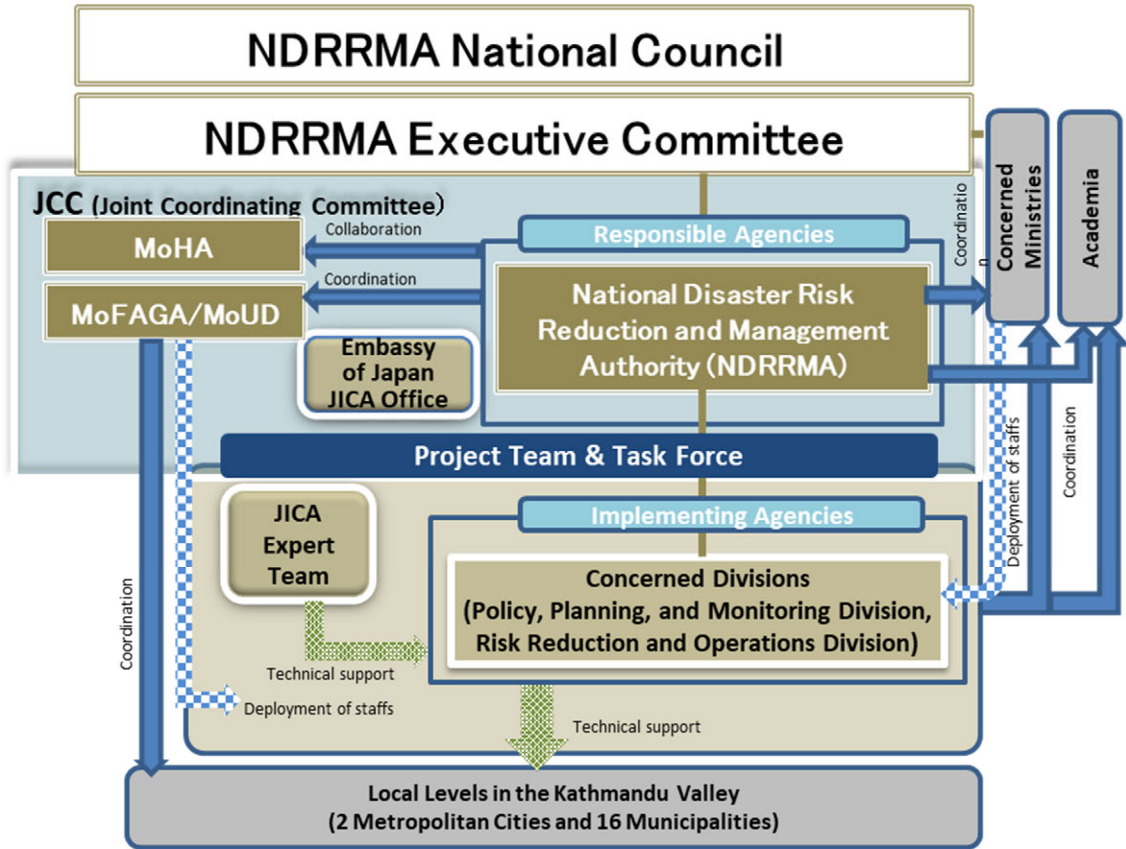 NDRRMA National Council
NDRRMA Executive Committee
JCC (Joint Coordinating Committee)
MoHA
Collaboration
Coordination
MoFAGA/MoUD
Embassy
of Japan
JICA Office
Responsible Agencies
National Disaster Risk
Reduction and Management
Authority (NDRRMA)
Coordinatio
n
Concerned
Ministries
Academia
Project Team & Task Force
JICA
Expert
Team
Implementing Agencies
Concerned Divisions
(Policy, Planning, and Monitoring Division,
Risk Reduction and Operations Division)
Deployment of staffs
Coordination
Coordination
Technical support
Deployment of staffs
Technical support
Local Levels in the Kathmandu Valley
(2 Metropolitan Cities and 16 Municipalities)